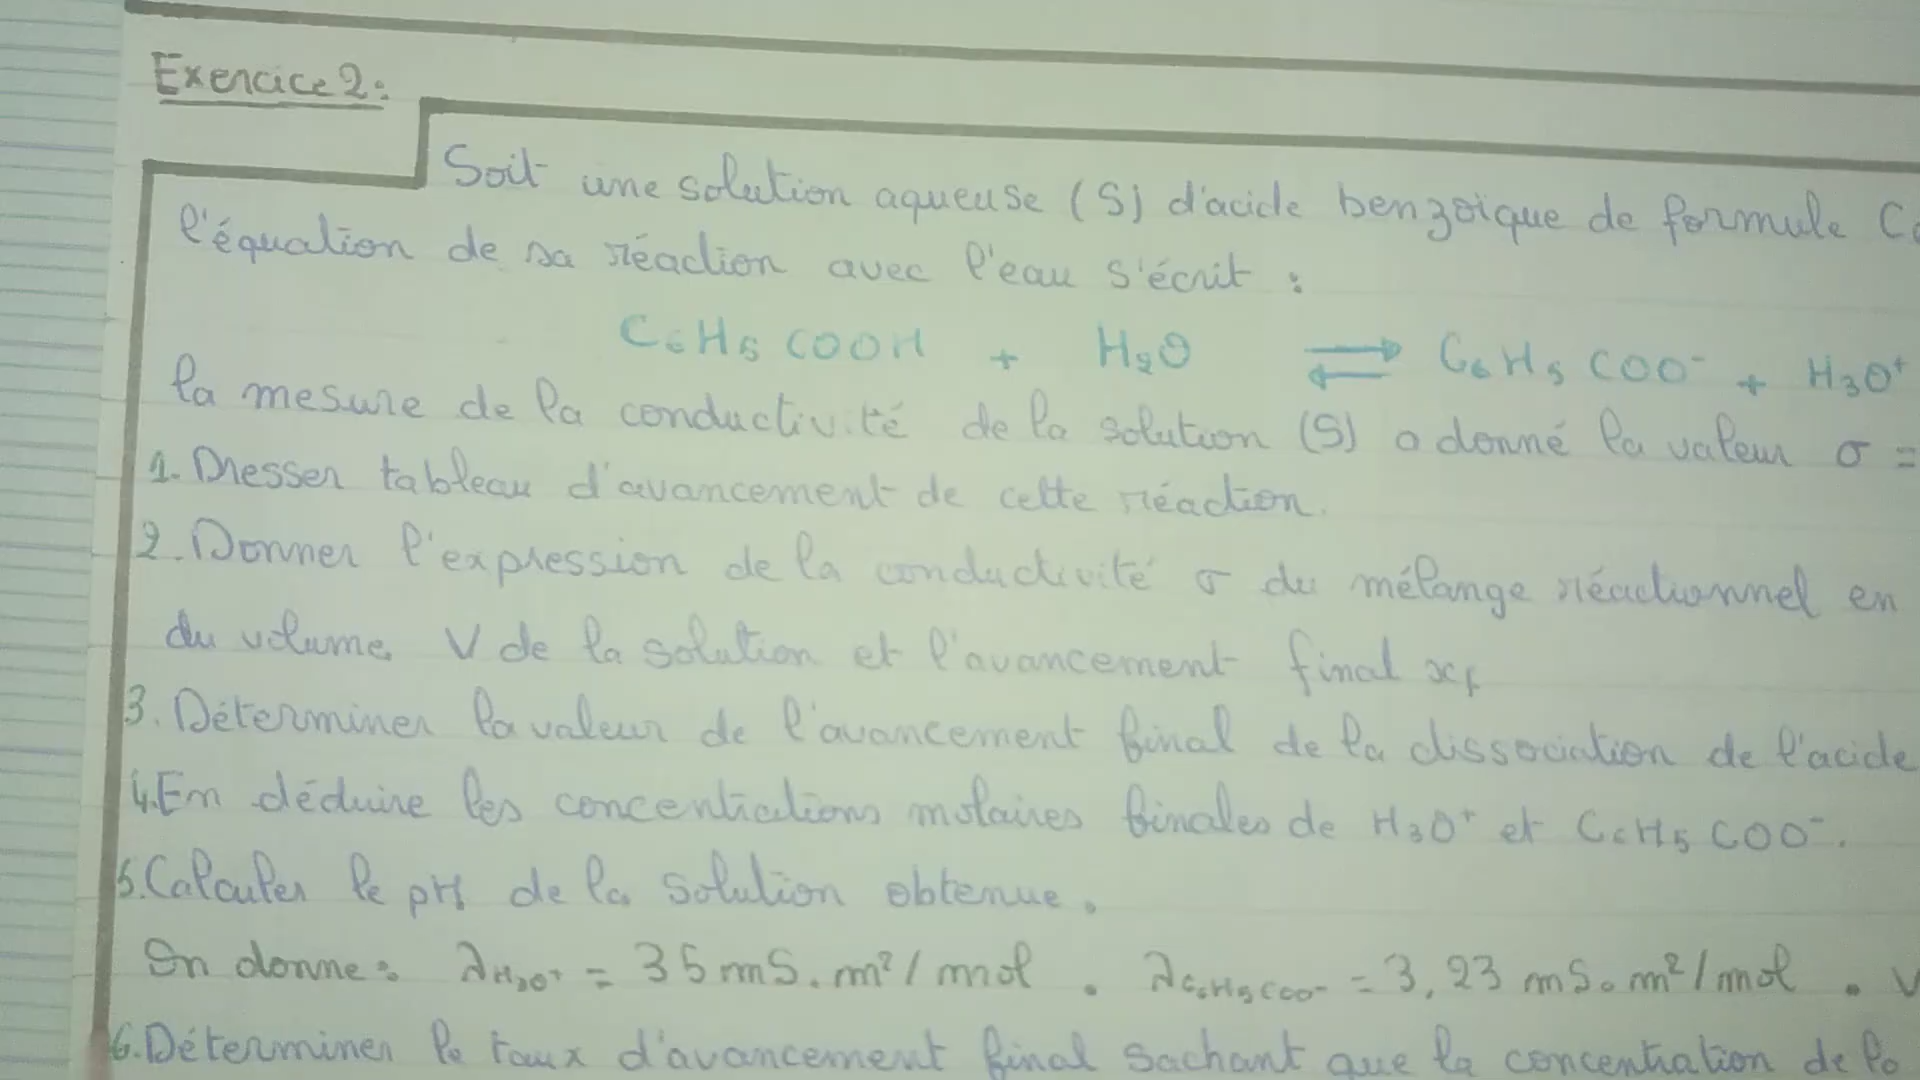 Exercice 2:
Soit une solution aqueuse (S) d'acide benzoïque de formule C6
l'équation de sa réaction avec l'eau s'écrit :
C6H5COOH + H2O ⇌ C6H5COO⁻ + H3O⁺
la mesure de la conductivité de la solution (S) a donné la valeur σ =
1. Dresser tableau d'avancement de cette réaction.
2. Donner l'expression de la conductivité σ du mélange réactionnel en
du volume V de la solution et l'avancement final xf
3. Déterminer la valeur de l'avancement final de la dissociation de l'acide
4. En déduire les concentrations molaires finales de H3O⁺ et C6H5COO⁻.
5. Calculer le pH de la solution obtenue.
On donne: λH3O⁺ = 35 mS.m²/mol . λC6H5COO⁻ = 3,23 mS.m²/mol . V
6. Déterminer le taux d'avancement final sachant que la concentration de la